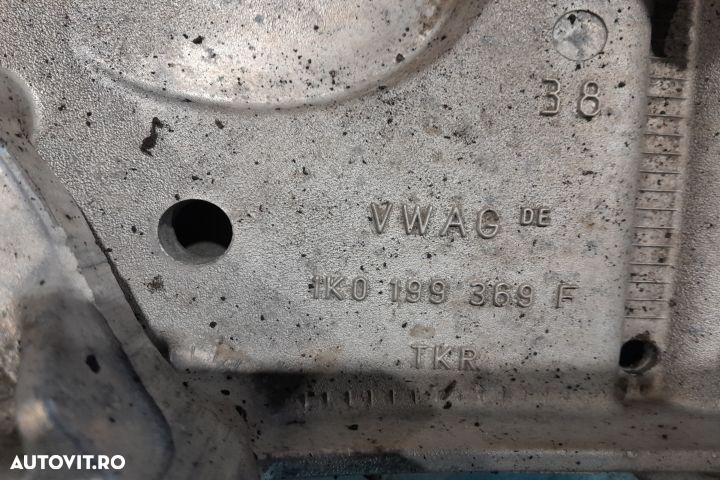 38
VWAG DE
1K0 199 369 F
TKR
AUTOVIT.RO